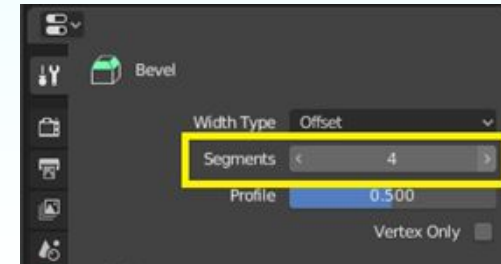 Bevel
Width Type Offset
Segments 4
Profile 0.500
Vertex Only